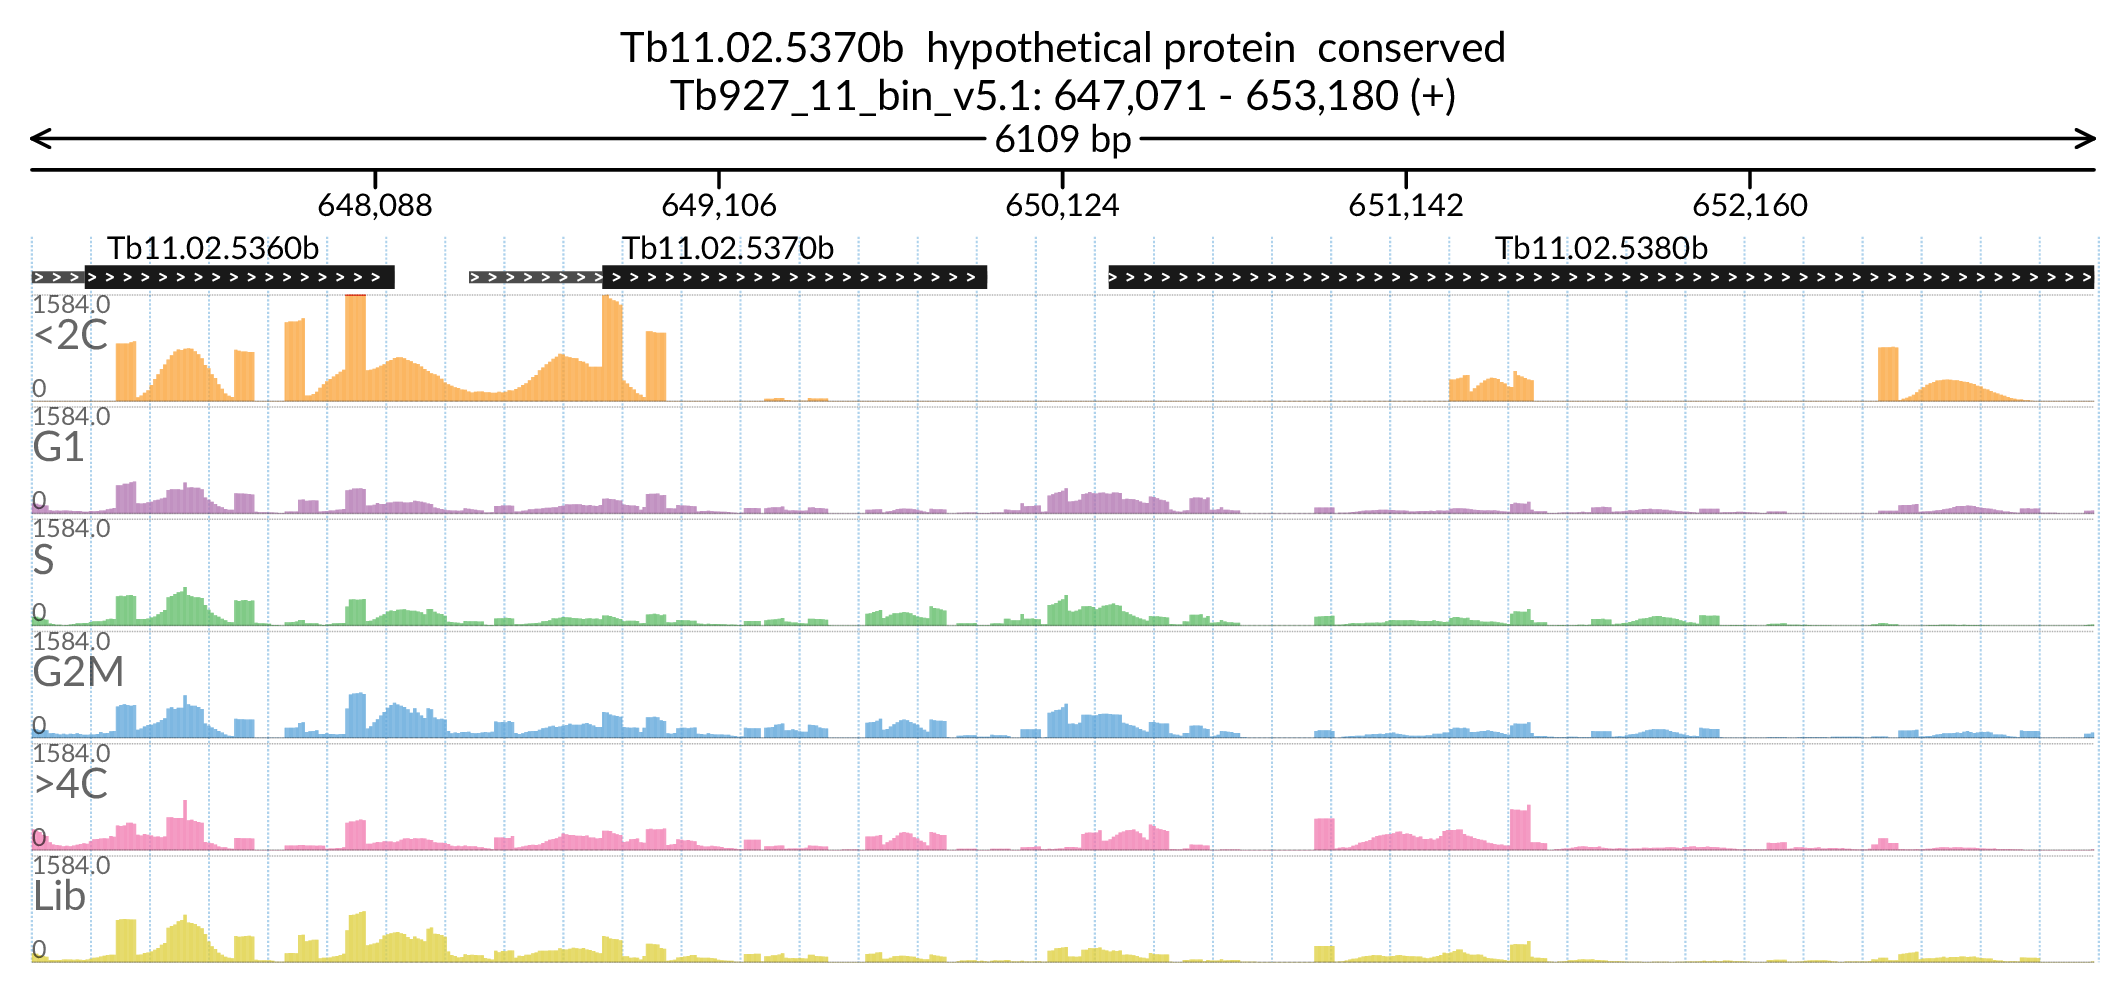 Tb11.02.5370b hypothetical protein conserved
Tb927_11_bin_v5.1: 647,071 - 653,180 (+)
6109 bp
648,088 649,106 650,124 651,142 652,160
Tb11.02.5360b Tb11.02.5370b Tb11.02.5380b
1584.0
<2C
0
1584.0
G1
0
1584.0
S
0
1584.0
G2M
0
1584.0
>4C
0
1584.0
Lib
0